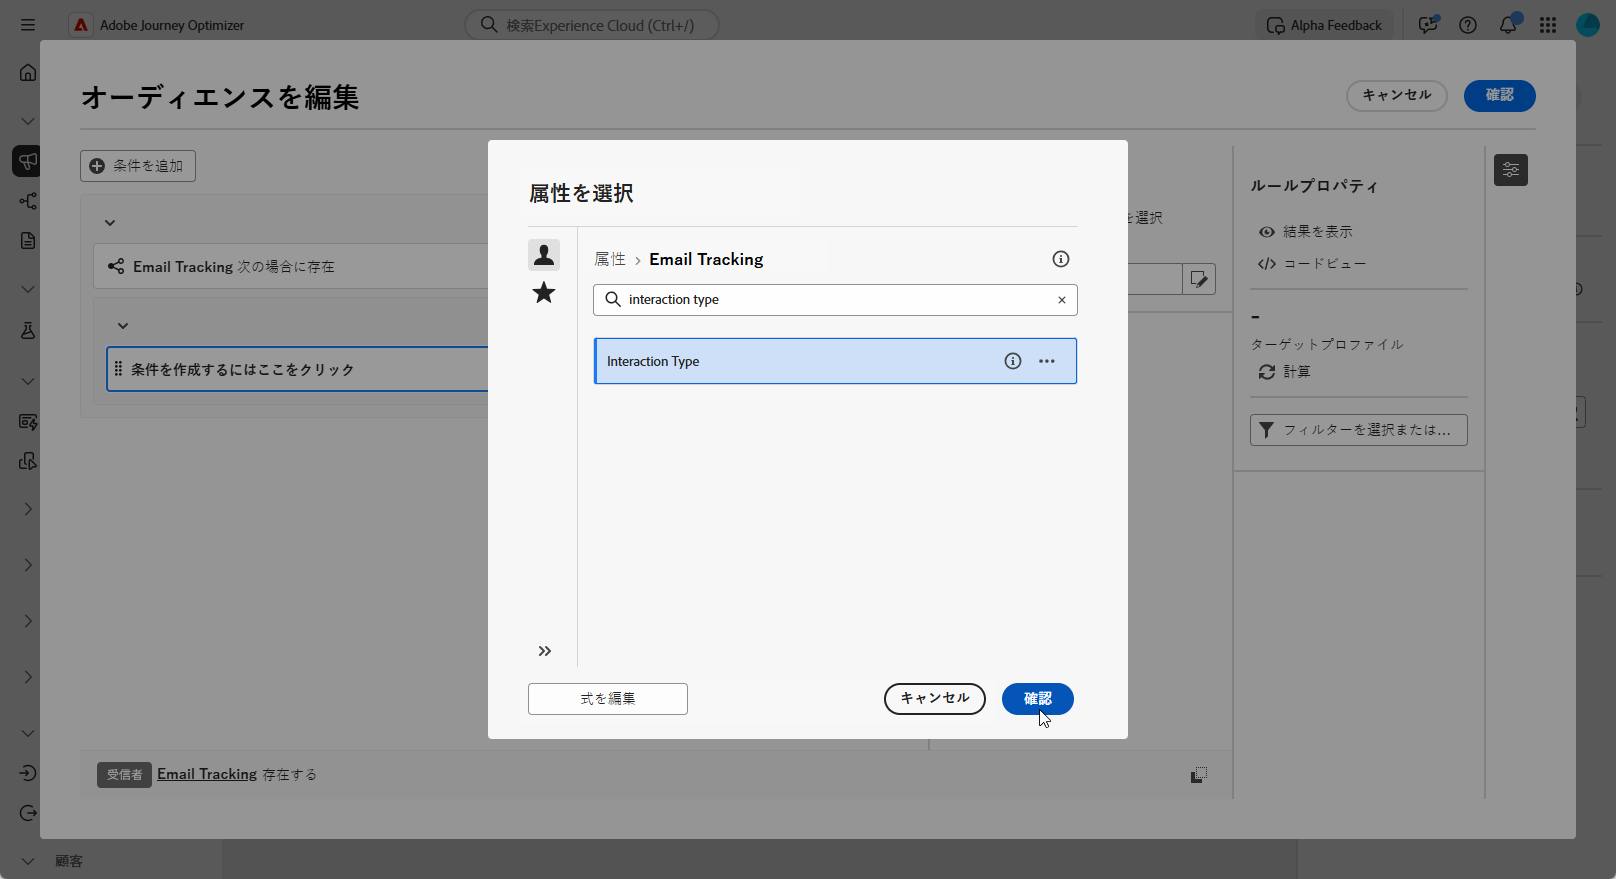 Adobe Journey Optimizer
検索Experience Cloud (Ctrl+/)
Alpha Feedback
オーディエンスを編集
キャンセル
確認
条件を追加
Email Tracking 次の場合に存在
条件を作成するにはここをクリック
を選択
属性を選択
属性 › Email Tracking
interaction type
Interaction Type
式を編集
キャンセル
確認
ルールプロパティ
結果を表示
コードビュー
–
ターゲットプロファイル
計算
フィルターを選択または...
受信者 Email Tracking 存在する
顧客